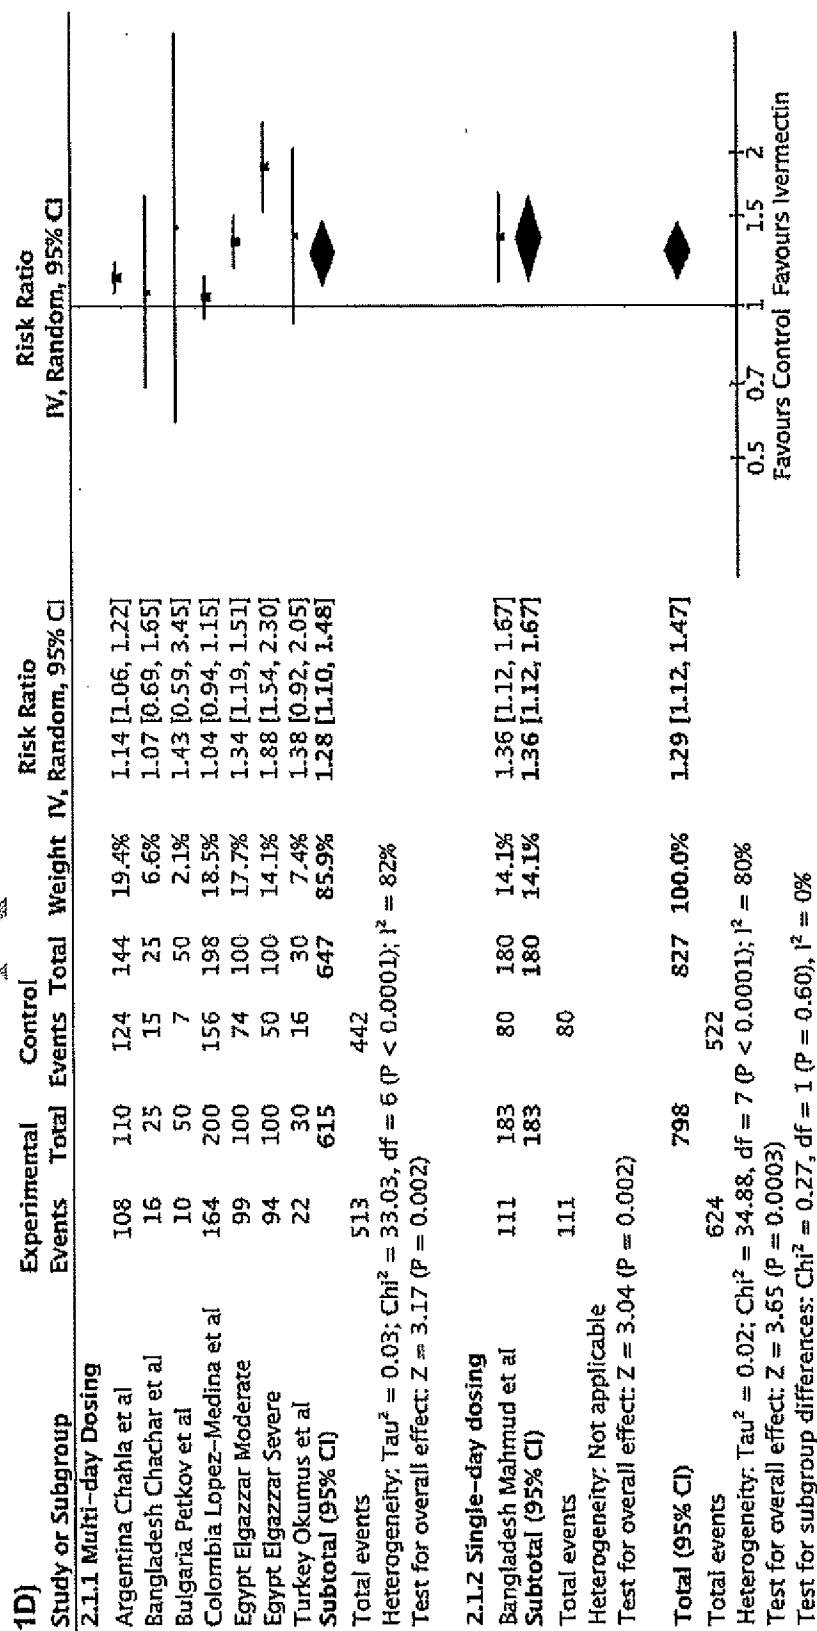 1D)
Experimental Control Risk Ratio Risk Ratio
Study or Subgroup Events Total Events Total Weight IV, Random, 95% CI IV, Random, 95% CI
2.1.1 Multi-day Dosing
Argentina Chahla et al 108 110 124 144 19.4% 1.14 [1.06, 1.22]
Bangladesh Chachar et al 16 25 15 25 6.6% 1.07 [0.69, 1.65]
Bulgaria Petkov et al 10 50 7 50 2.1% 1.43 [0.59, 3.45]
Colombia Lopez-Medina et al 164 200 156 198 18.5% 1.04 [0.94, 1.15]
Egypt Elgazzar Moderate 99 100 74 100 17.7% 1.34 [1.19, 1.51]
Egypt Elgazzar Severe 94 100 50 100 14.1% 1.88 [1.54, 2.30]
Turkey Okumus et al 22 30 16 30 7.4% 1.38 [0.92, 2.05]
Subtotal (95% CI) 615 647 85.9% 1.28 [1.10, 1.48]
Total events 513 442
Heterogeneity: Tau² = 0.03; Chi² = 33.03, df = 6 (P < 0.0001); I² = 82%
Test for overall effect: Z = 3.17 (P = 0.002)
2.1.2 Single-day dosing
Bangladesh Mahmud et al 111 183 80 180 14.1% 1.36 [1.12, 1.67]
Subtotal (95% CI) 183 180 14.1% 1.36 [1.12, 1.67]
Total events 111 80
Heterogeneity: Not applicable
Test for overall effect: Z = 3.04 (P = 0.002)
Total (95% CI) 798 827 100.0% 1.29 [1.12, 1.47]
Total events 624 522
Heterogeneity: Tau² = 0.02; Chi² = 34.88, df = 7 (P < 0.0001); I² = 80%
Test for overall effect: Z = 3.65 (P = 0.0003)
Test for subgroup differences: Chi² = 0.27, df = 1 (P = 0.60), I² = 0%
0.5 0.7 1 1.5 2
Favours Control Favours Ivermectin